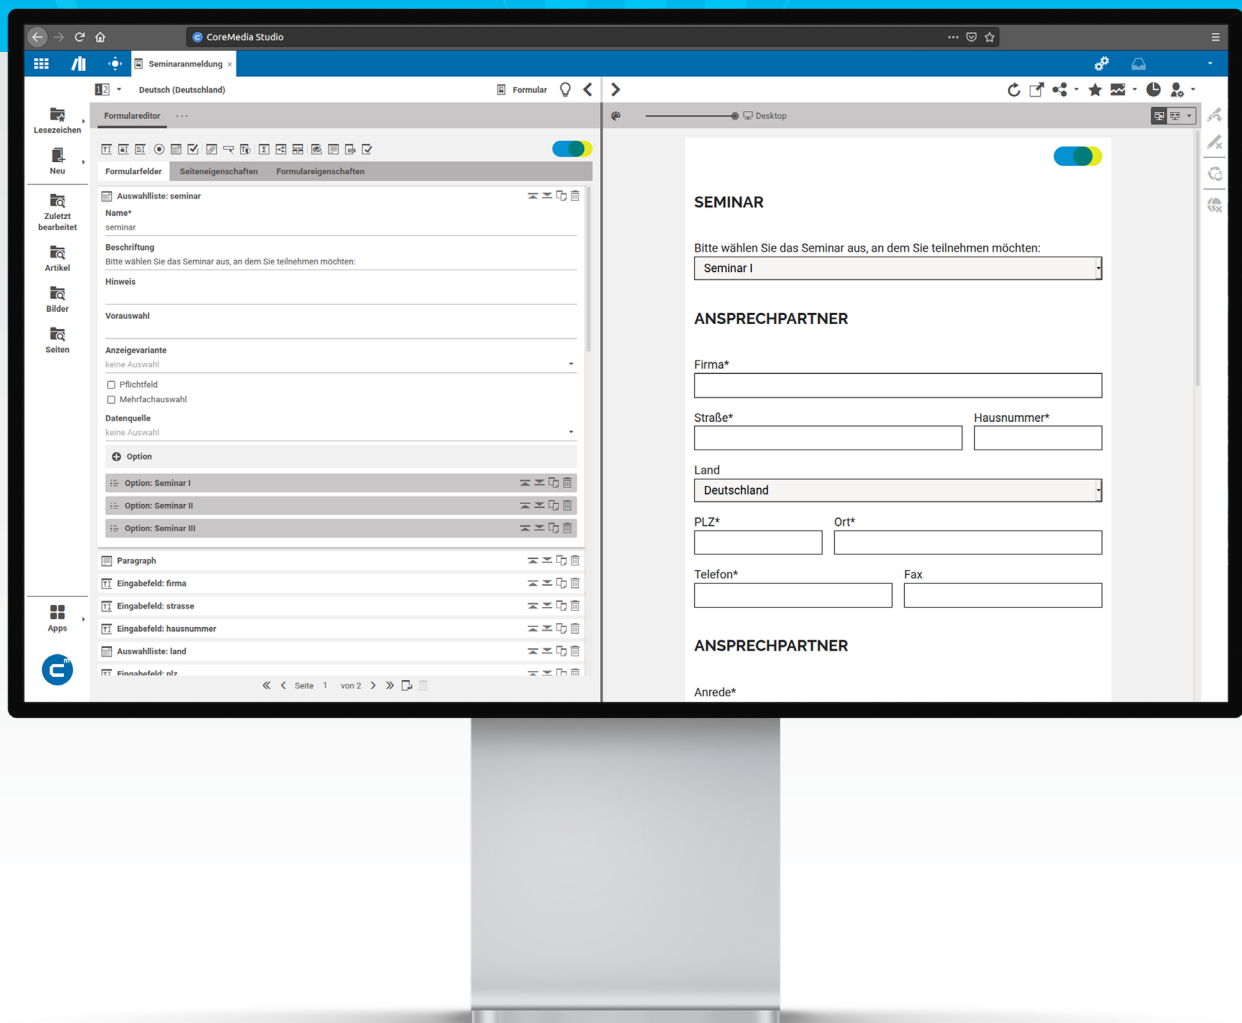 CoreMedia Studio
Seminaranmeldung ×
12
Deutsch (Deutschland)
Formular
Lesezeichen
Neu
Zuletzt
bearbeitet
Artikel
Bilder
Seiten
Apps
Formulareditor ...
Formularfelder Seiteneigenschaften Formulareigenschaften
Auswahlliste: seminar
Name*
seminar
Beschriftung
Bitte wählen Sie das Seminar aus, an dem Sie teilnehmen möchten:
Hinweis
Vorauswahl
Anzeigevariante
keine Auswahl
Pflichtfeld
Mehrfachauswahl
Datenquelle
keine Auswahl
Option
Option: Seminar I
Option: Seminar II
Option: Seminar III
Paragraph
Eingabefeld: firma
Eingabefeld: strasse
Eingabefeld: hausnummer
Auswahlliste: land
Eingabefeld: plz
Seite 1 von 2
Desktop
SEMINAR
Bitte wählen Sie das Seminar aus, an dem Sie teilnehmen möchten:
Seminar I
ANSPRECHPARTNER
Firma*
Straße* Hausnummer*
Land
Deutschland
PLZ* Ort*
Telefon* Fax
ANSPRECHPARTNER
Anrede*